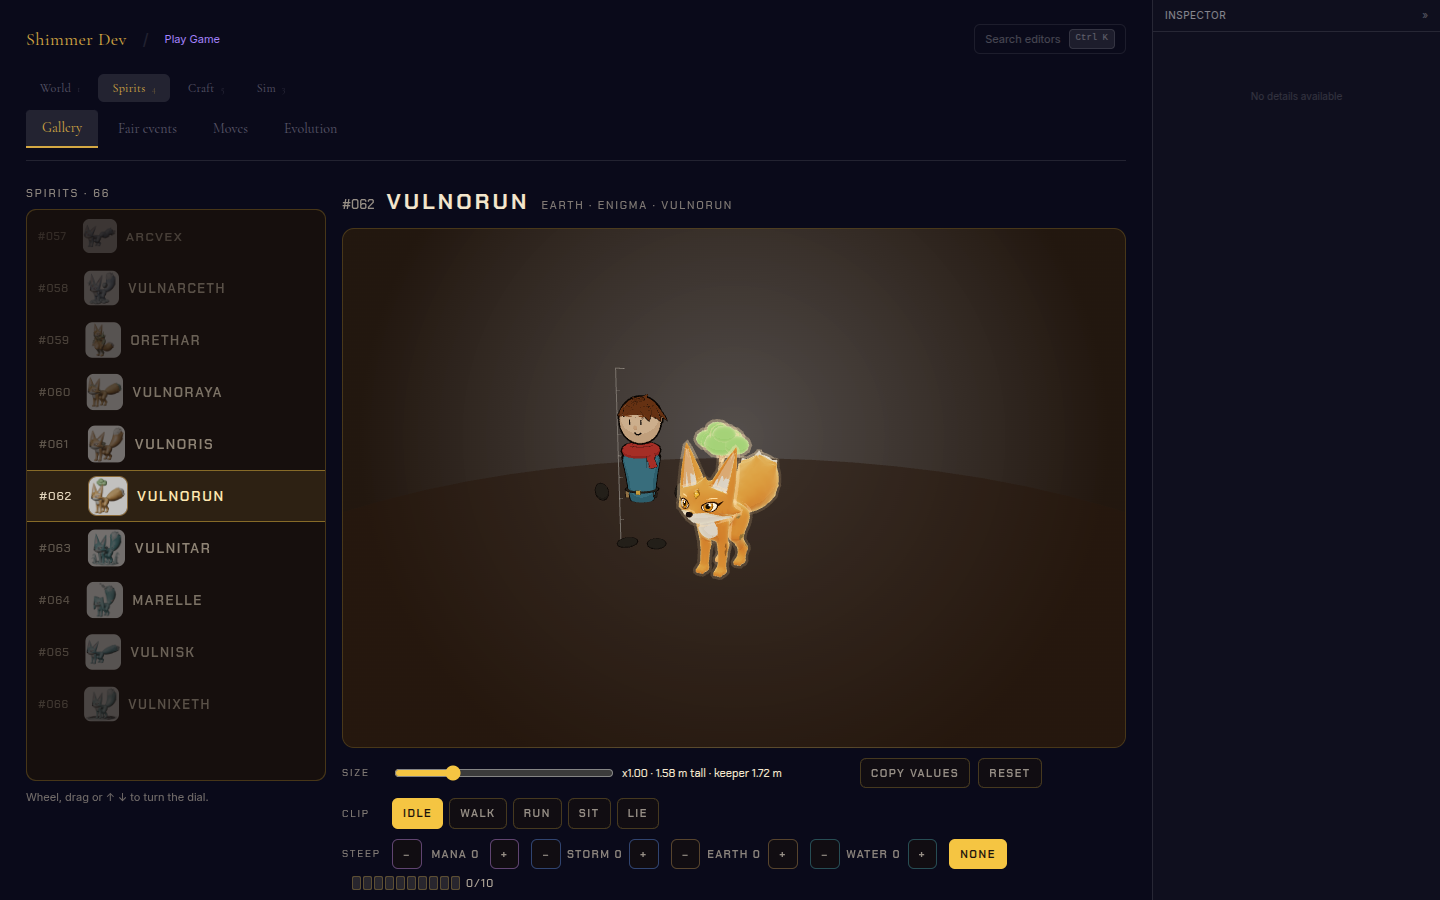 Shimmer Dev / Play Game
Search editors Ctrl K
INSPECTOR »
No details available
World Spirits Craft Sim
Gallery Fair events Moves Evolution
SPIRITS · 66
#057 ARCVEX
#058 VULNARCETH
#059 ORETHAR
#060 VULNORAYA
#061 VULNORIS
#062 VULNORUN
#063 VULNITAR
#064 MARELLE
#065 VULNISK
#066 VULNIXETH
Wheel, drag or ↑ ↓ to turn the dial.
#062 VULNORUN EARTH · ENIGMA · VULNORUN
SIZE x1.00 · 1.58 m tall · keeper 1.72 m COPY VALUES RESET
CLIP IDLE WALK RUN SIT LIE
STEEP − MANA 0 + − STORM 0 + − EARTH 0 + − WATER 0 + NONE
0/10